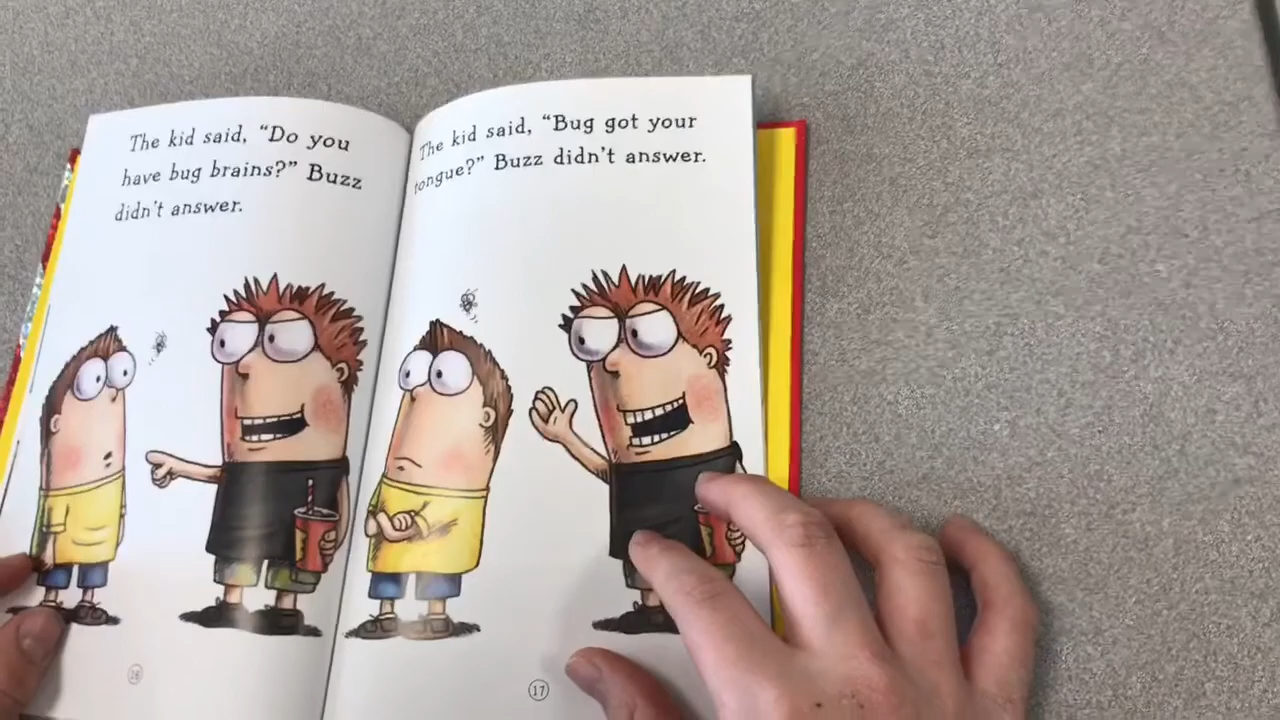 The kid said, “Do you
have bug brains?” Buzz
didn’t answer.
16
The kid said, “Bug got your
tongue?” Buzz didn’t answer.
17